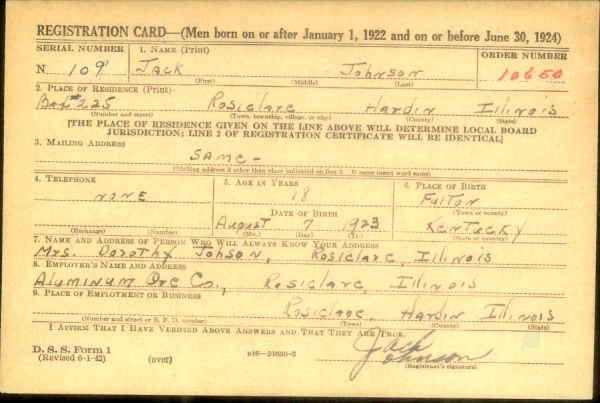 REGISTRATION CARD—(Men born on or after January 1, 1922 and on or before June 30, 1924)
SERIAL NUMBER 1. NAME (Print) ORDER NUMBER
N 109 Jack Johnson 10650
(First) (Middle) (Last)
2. PLACE OF RESIDENCE (Print)
Box #225 Rosiclare Hardin Illinois
(Number and street) (Town, township, village, or city) (County) (State)
[THE PLACE OF RESIDENCE GIVEN ON THE LINE ABOVE WILL DETERMINE LOCAL BOARD
JURISDICTION; LINE 2 OF REGISTRATION CERTIFICATE WILL BE IDENTICAL]
3. MAILING ADDRESS
SAME -
[Mailing address if other than place indicated on line 2. If same insert word same]
4. TELEPHONE 5. AGE IN YEARS 6. PLACE OF BIRTH
NONE 18 Fulton
DATE OF BIRTH (Town or county)
August 7 1923 Kentucky
(Exchange) (Number) (Mo.) (Day) (Yr.) (State or country)
7. NAME AND ADDRESS OF PERSON WHO WILL ALWAYS KNOW YOUR ADDRESS
Mrs. Dorothy Johson, Rosiclare, Illinois
8. EMPLOYER'S NAME AND ADDRESS
Aluminum Ore Co., Rosiclare, Illinois
9. PLACE OF EMPLOYMENT OR BUSINESS
Rosiclare, Hardin Illinois
(Number and street or R. F. D. number) (Town) (County) (State)
I AFFIRM THAT I HAVE VERIFIED ABOVE ANSWERS AND THAT THEY ARE TRUE.
D. S. S. Form 1 Jack
(Revised 6-1-42) (over) Johnson
(Registrant's signature)